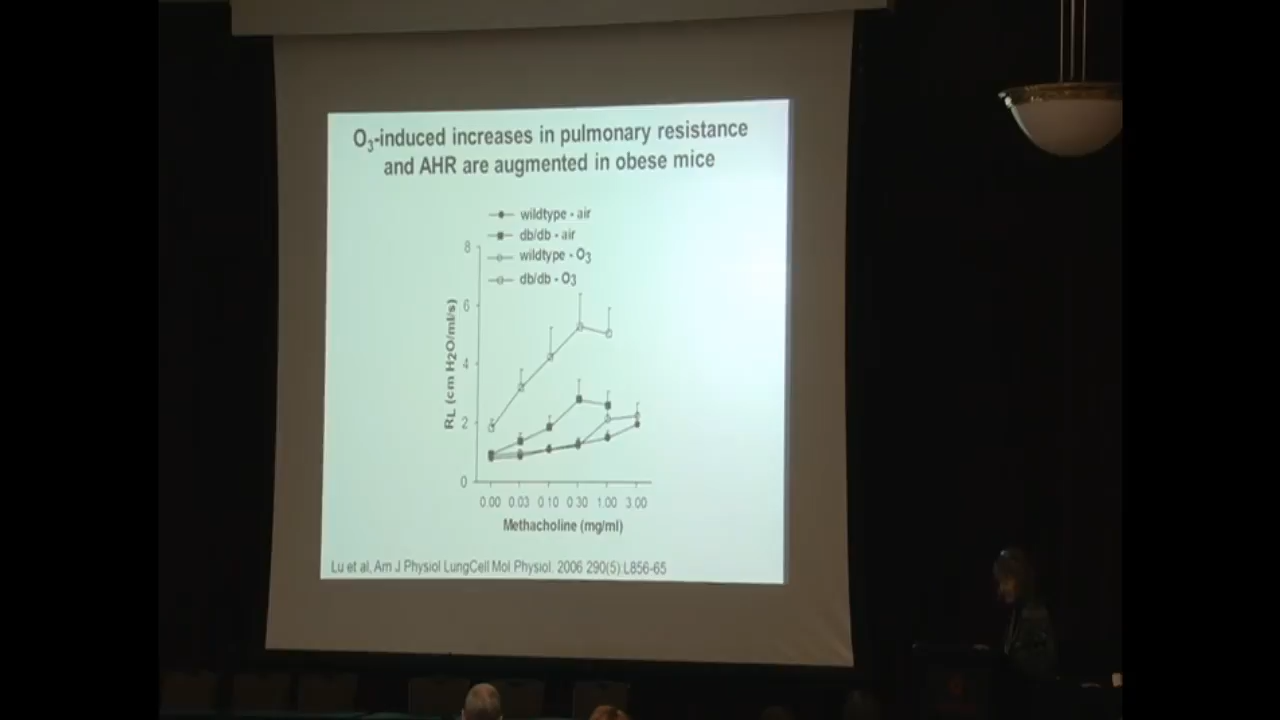 O3-induced increases in pulmonary resistance
and AHR are augmented in obese mice
wildtype - air
db/db - air
wildtype - O3
db/db - O3
8
6
4
2
0
RL (cm H2O/ml/s)
0.00 0.03 0.10 0.30 1.00 3.00
Methacholine (mg/ml)
Lu et al, Am J Physiol LungCell Mol Physiol. 2006 290(5):L856-65